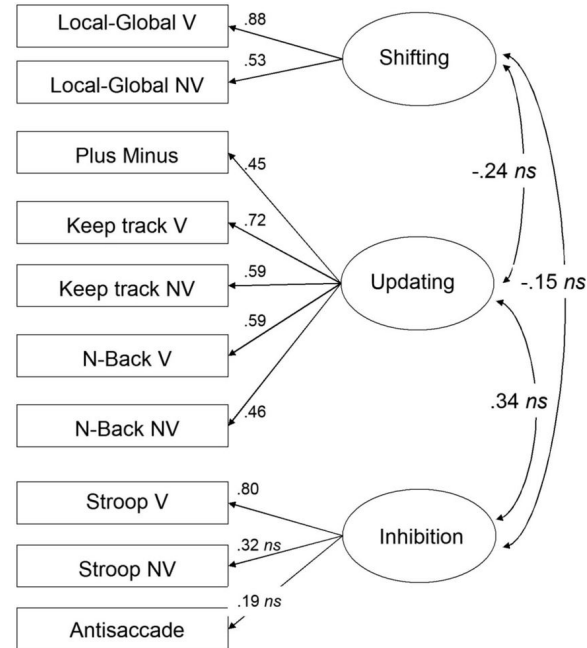 Local-Global V
.88
Shifting
Local-Global NV
.53
Plus Minus
.45
-.24 ns
Keep track V
.72
Keep track NV
.59
Updating
-.15 ns
N-Back V
.59
N-Back NV
.46
.34 ns
Stroop V
.80
Inhibition
Stroop NV
.32 ns
.19 ns
Antisaccade